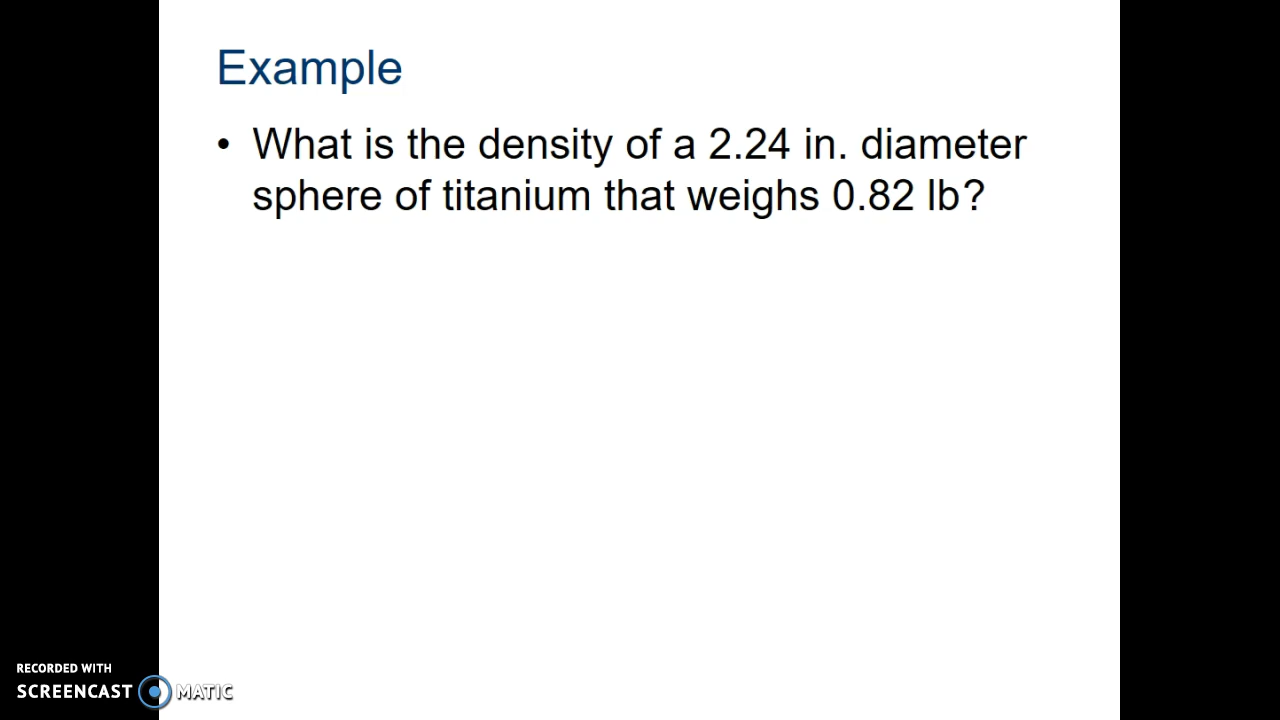 Example
• What is the density of a 2.24 in. diameter
sphere of titanium that weighs 0.82 lb?
RECORDED WITH
SCREENCAST MATIC